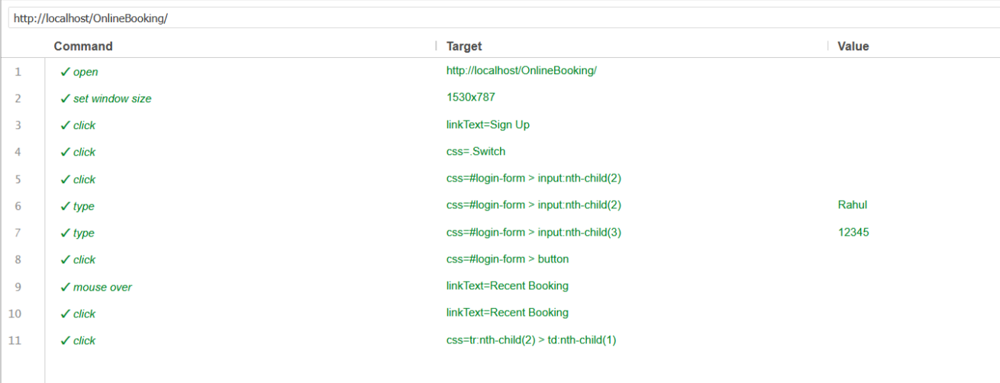 http://localhost/OnlineBooking/
Command Target Value
1 ✓ open http://localhost/OnlineBooking/
2 ✓ set window size 1530x787
3 ✓ click linkText=Sign Up
4 ✓ click css=.Switch
5 ✓ click css=#login-form > input:nth-child(2)
6 ✓ type css=#login-form > input:nth-child(2) Rahul
7 ✓ type css=#login-form > input:nth-child(3) 12345
8 ✓ click css=#login-form > button
9 ✓ mouse over linkText=Recent Booking
10 ✓ click linkText=Recent Booking
11 ✓ click css=tr:nth-child(2) > td:nth-child(1)